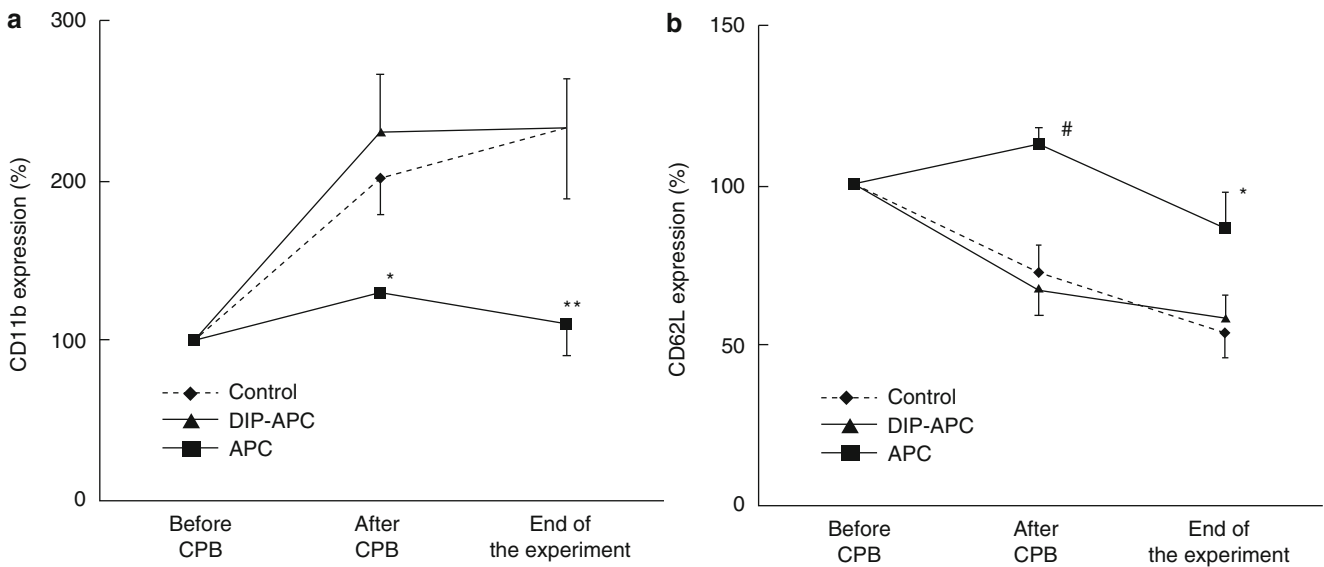 a
300
200
100
0
CD11b expression (%)
*
**
Control
DIP-APC
APC
Before
CPB
After
CPB
End of
the experiment
b
150
100
50
0
CD62L expression (%)
#
*
Control
DIP-APC
APC
Before
CPB
After
CPB
End of
the experiment